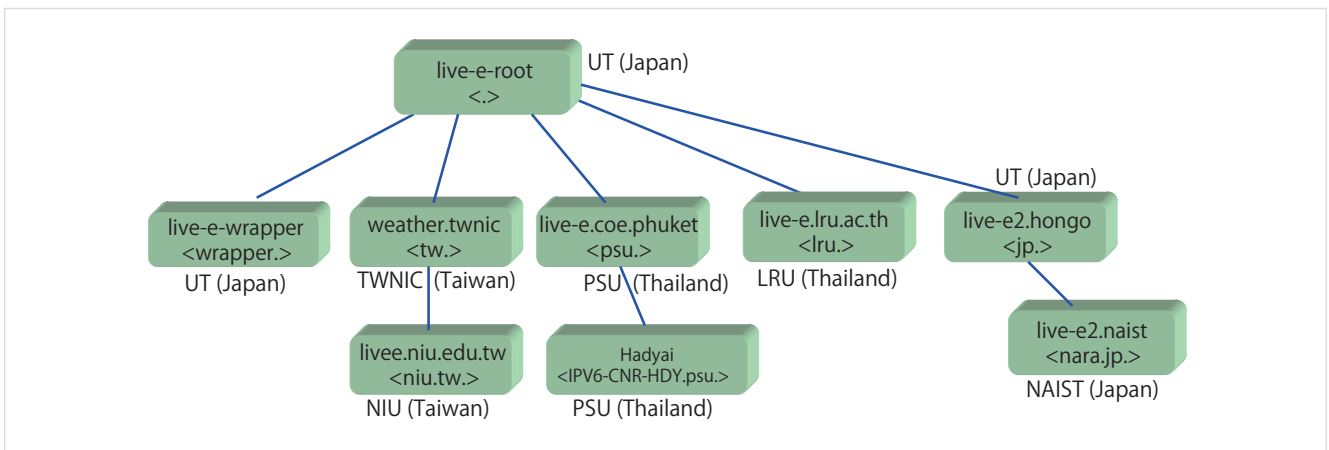 live-e-root
<.>
UT (Japan)
live-e-wrapper
<wrapper.>
UT (Japan)
weather.twnic
<tw.>
TWNIC (Taiwan)
live-e.coe.phuket
<psu.>
PSU (Thailand)
live-e.lru.ac.th
<lru.>
LRU (Thailand)
UT (Japan)
live-e2.hongo
<jp.>
livee.niu.edu.tw
<niu.tw.>
NIU (Taiwan)
Hadyai
<IPV6-CNR-HDY.psu.>
PSU (Thailand)
live-e2.naist
<nara.jp.>
NAIST (Japan)